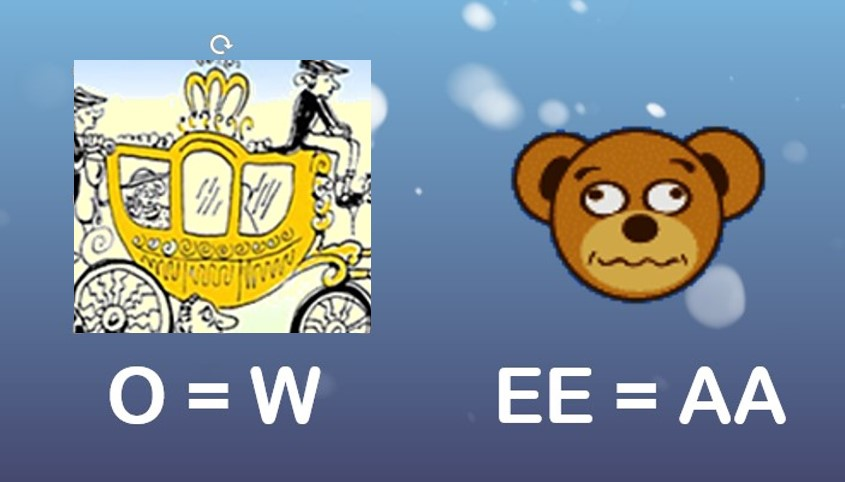 O = W
EE = AA